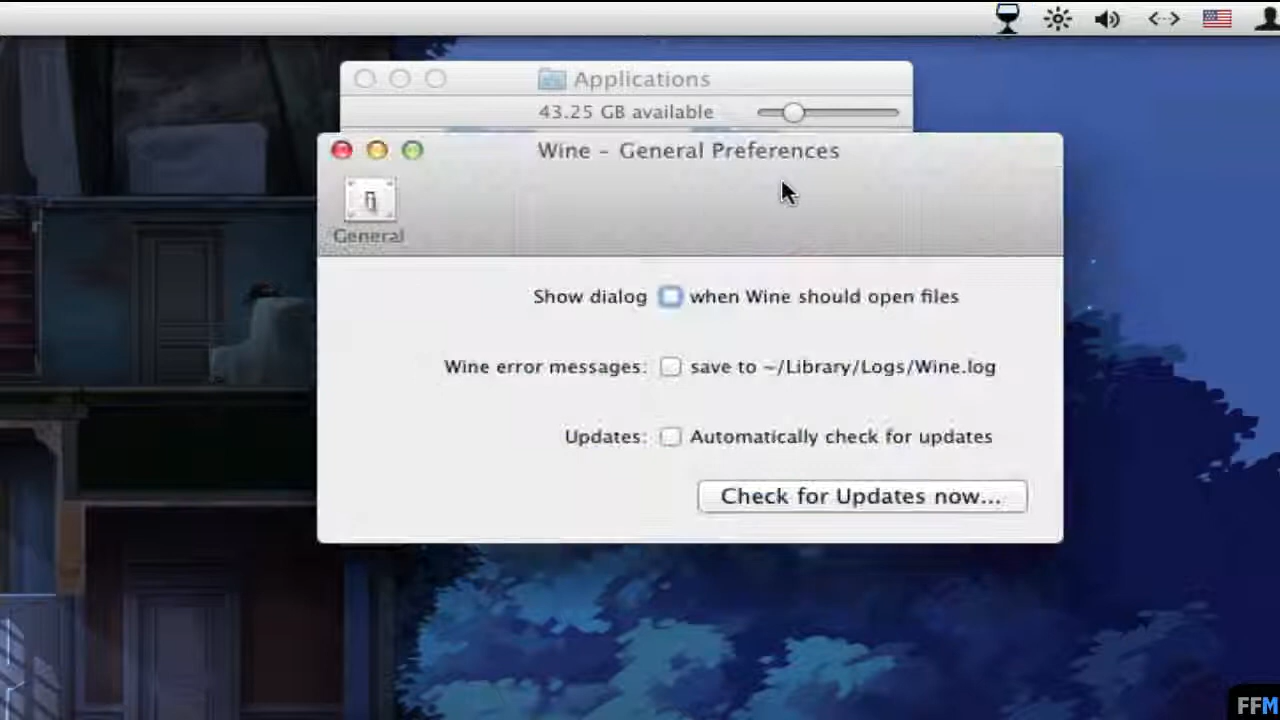 Applications
43.25 GB available
Wine – General Preferences
General
Show dialog when Wine should open files
Wine error messages: save to ~/Library/Logs/Wine.log
Updates: Automatically check for updates
Check for Updates now...
FFM